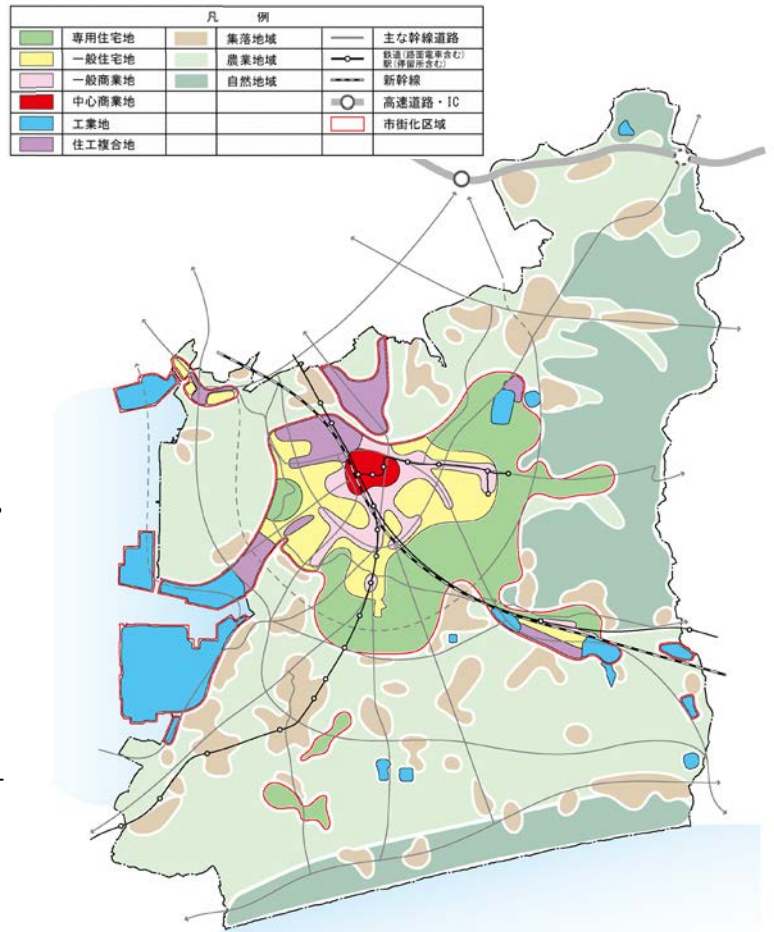 凡 例
専用住宅地 集落地域 主な幹線道路
一般住宅地 農業地域 鉄道(路面電車含む)
駅(停留所含む)
一般商業地 自然地域 新幹線
中心商業地 高速道路・IC
工業地 市街化区域
住工複合地